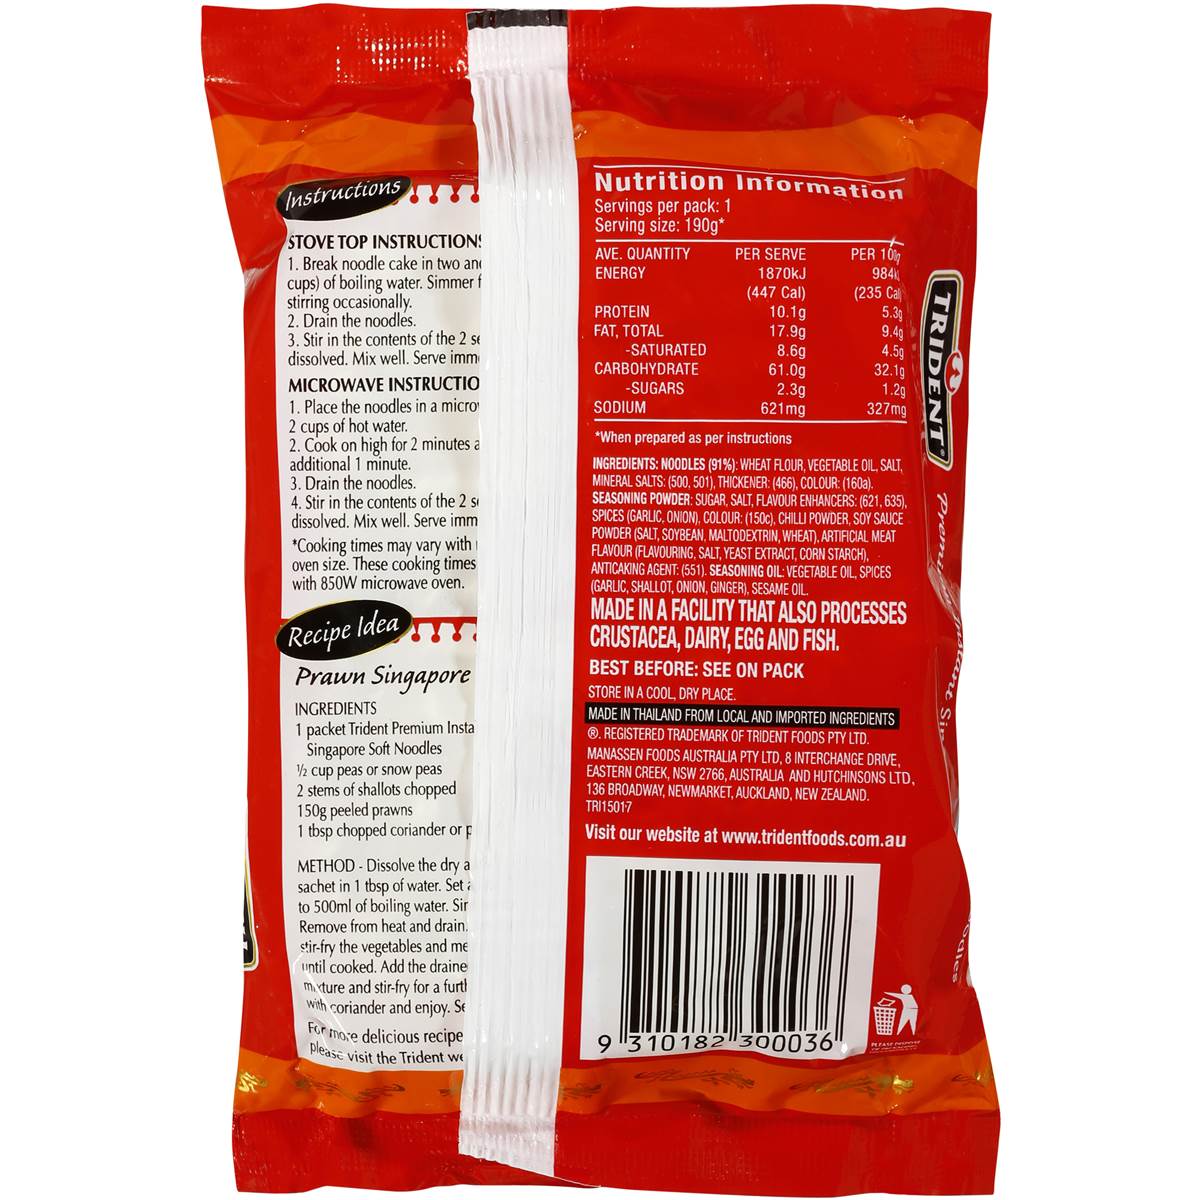 Instructions
STOVE TOP INSTRUCTIONS
1. Break noodle cake in two and
cups) of boiling water. Simmer f
stirring occasionally.
2. Drain the noodles.
3. Stir in the contents of the 2 se
dissolved. Mix well. Serve imm
MICROWAVE INSTRUCTIO
1. Place the noodles in a micro
2 cups of hot water.
2. Cook on high for 2 minutes a
additional 1 minute.
3. Drain the noodles.
4. Stir in the contents of the 2 s
dissolved. Mix well. Serve imm
*Cooking times may vary with
oven size. These cooking times
with 850W microwave oven.
Recipe Idea
Prawn Singapore
INGREDIENTS
1 packet Trident Premium Insta
Singapore Soft Noodles
½ cup peas or snow peas
2 stems of shallots chopped
150g peeled prawns
1 tbsp chopped coriander or p
METHOD - Dissolve the dry a
sachet in 1 tbsp of water. Set a
to 500ml of boiling water. Sir
Remove from heat and drain.
stir-fry the vegetables and me
until cooked. Add the draine
mixture and stir-fry for a furth
with coriander and enjoy. Se
For more delicious recipe
please visit the Trident we
Nutrition Information
Servings per pack: 1
Serving size: 190g*
AVE. QUANTITY PER SERVE PER 100g
ENERGY 1870kJ 984kJ
(447 Cal) (235 Cal)
PROTEIN 10.1g 5.3g
FAT, TOTAL 17.9g 9.4g
-SATURATED 8.6g 4.5g
CARBOHYDRATE 61.0g 32.1g
-SUGARS 2.3g 1.2g
SODIUM 621mg 327mg
*When prepared as per instructions
INGREDIENTS: NOODLES (91%): WHEAT FLOUR, VEGETABLE OIL, SALT,
MINERAL SALTS: (500, 501), THICKENER: (466), COLOUR: (160a).
SEASONING POWDER: SUGAR, SALT, FLAVOUR ENHANCERS: (621, 635),
SPICES (GARLIC, ONION), COLOUR: (150c), CHILLI POWDER, SOY SAUCE
POWDER (SALT, SOYBEAN, MALTODEXTRIN, WHEAT), ARTIFICIAL MEAT
FLAVOUR (FLAVOURING, SALT, YEAST EXTRACT, CORN STARCH),
ANTICAKING AGENT: (551). SEASONING OIL: VEGETABLE OIL, SPICES
(GARLIC, SHALLOT, ONION, GINGER), SESAME OIL.
MADE IN A FACILITY THAT ALSO PROCESSES
CRUSTACEA, DAIRY, EGG AND FISH.
BEST BEFORE: SEE ON PACK
STORE IN A COOL, DRY PLACE.
MADE IN THAILAND FROM LOCAL AND IMPORTED INGREDIENTS
®. REGISTERED TRADEMARK OF TRIDENT FOODS PTY LTD.
MANASSEN FOODS AUSTRALIA PTY LTD, 8 INTERCHANGE DRIVE,
EASTERN CREEK, NSW 2766, AUSTRALIA AND HUTCHINSONS LTD,
136 BROADWAY, NEWMARKET, AUCKLAND, NEW ZEALAND.
TRI15017
Visit our website at www.tridentfoods.com.au
9 310182 300036
PLEASE DISPOSE
TRIDENT®